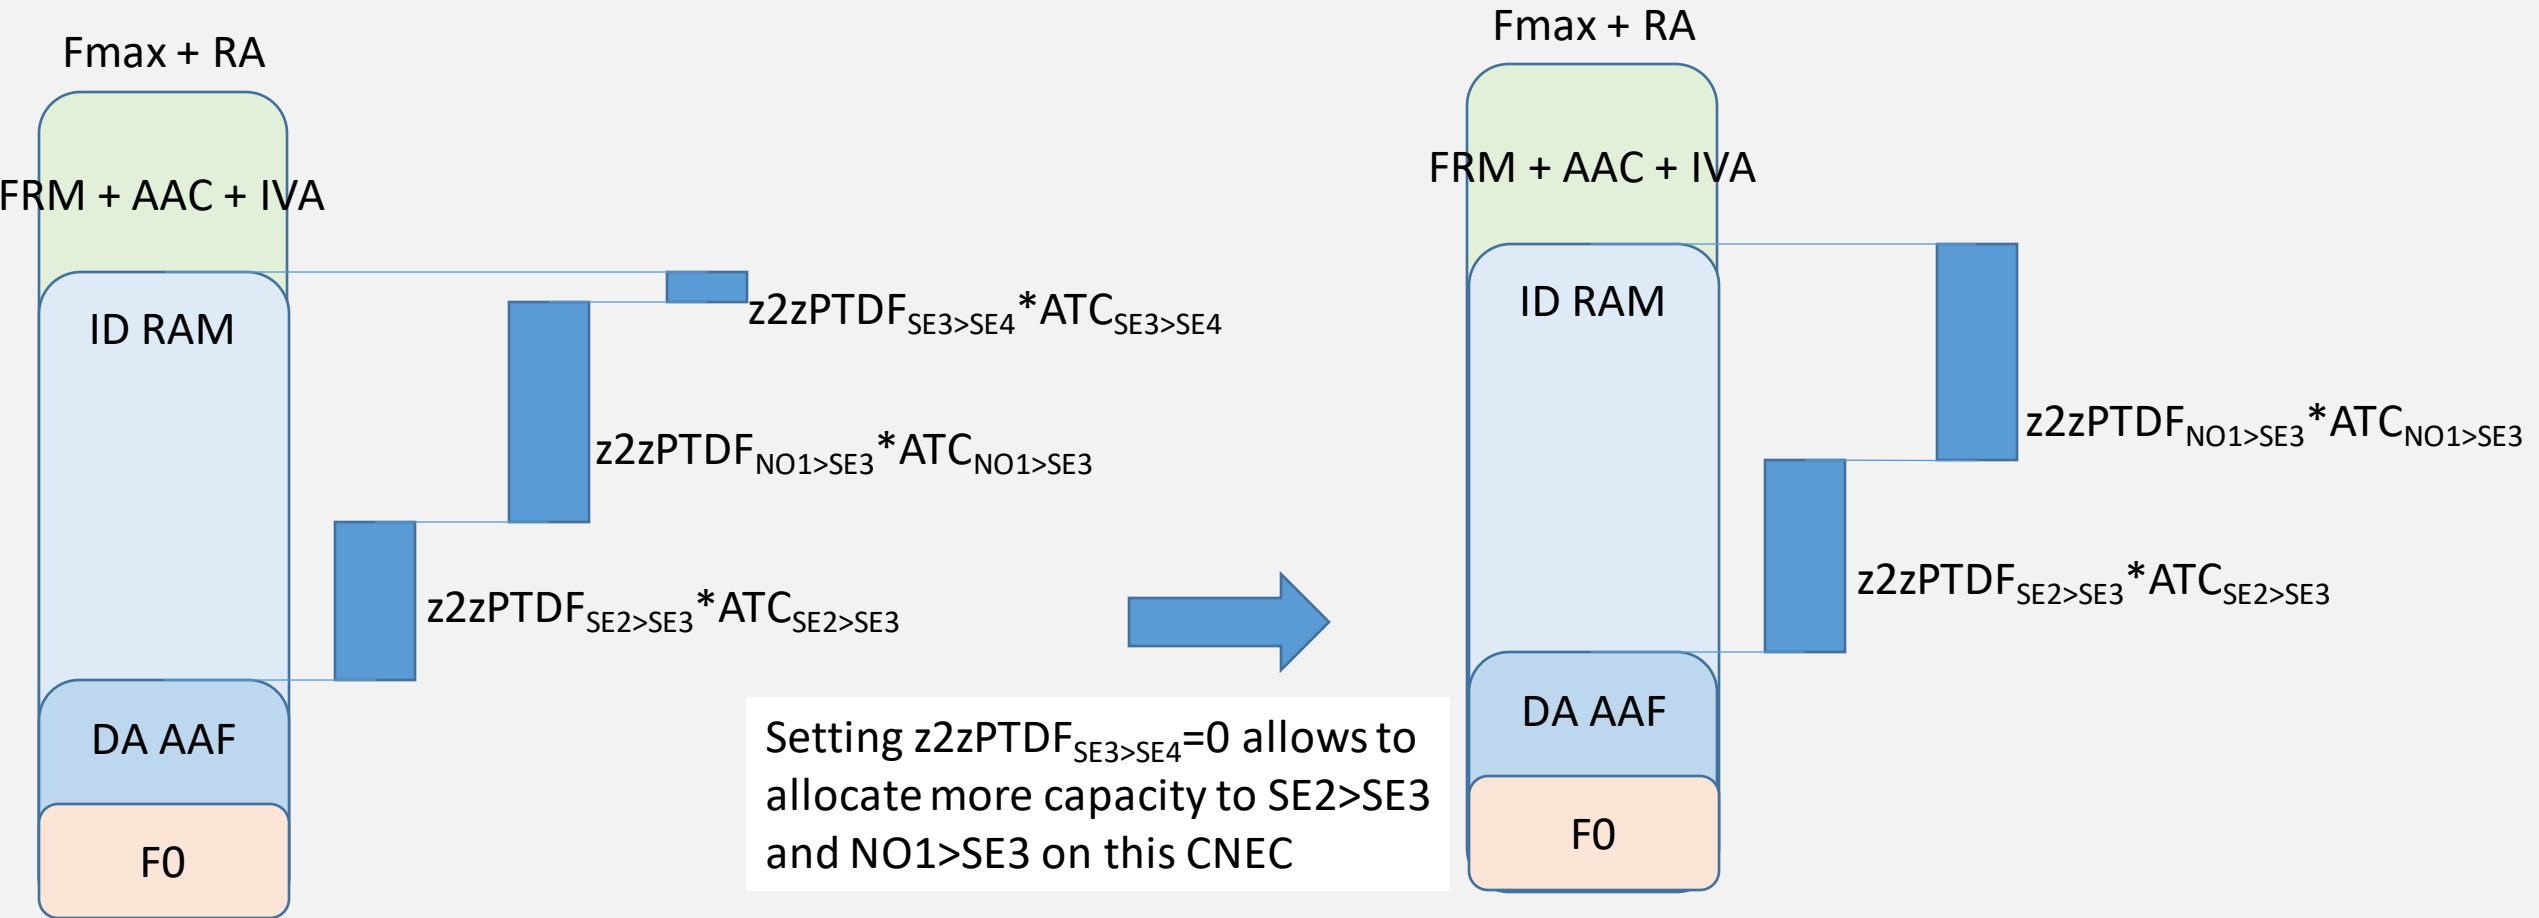 Fmax + RA
FRM + AAC + IVA
ID RAM
z2zPTDFSE3>SE4*ATCSE3>SE4
z2zPTDFNO1>SE3*ATCNO1>SE3
z2zPTDFSE2>SE3*ATCSE2>SE3
DA AAF
F0
Setting z2zPTDFSE3>SE4=0 allows to
allocate more capacity to SE2>SE3
and NO1>SE3 on this CNEC
Fmax + RA
FRM + AAC + IVA
ID RAM
z2zPTDFNO1>SE3*ATCNO1>SE3
z2zPTDFSE2>SE3*ATCSE2>SE3
DA AAF
F0